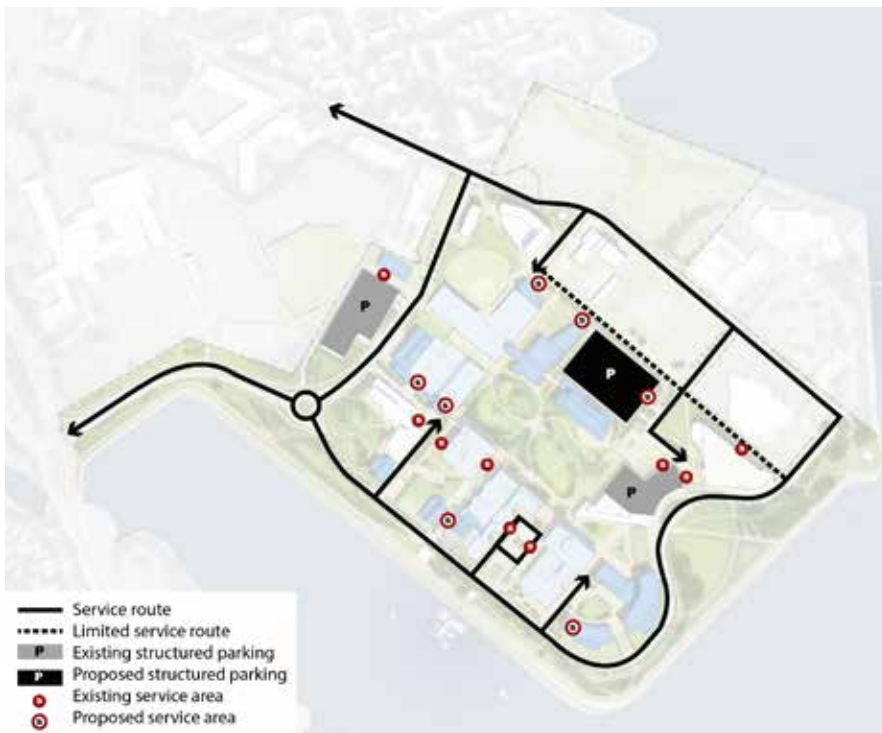 P
P
P
Service route
Limited service route
P Existing structured parking
P Proposed structured parking
Existing service area
Proposed service area